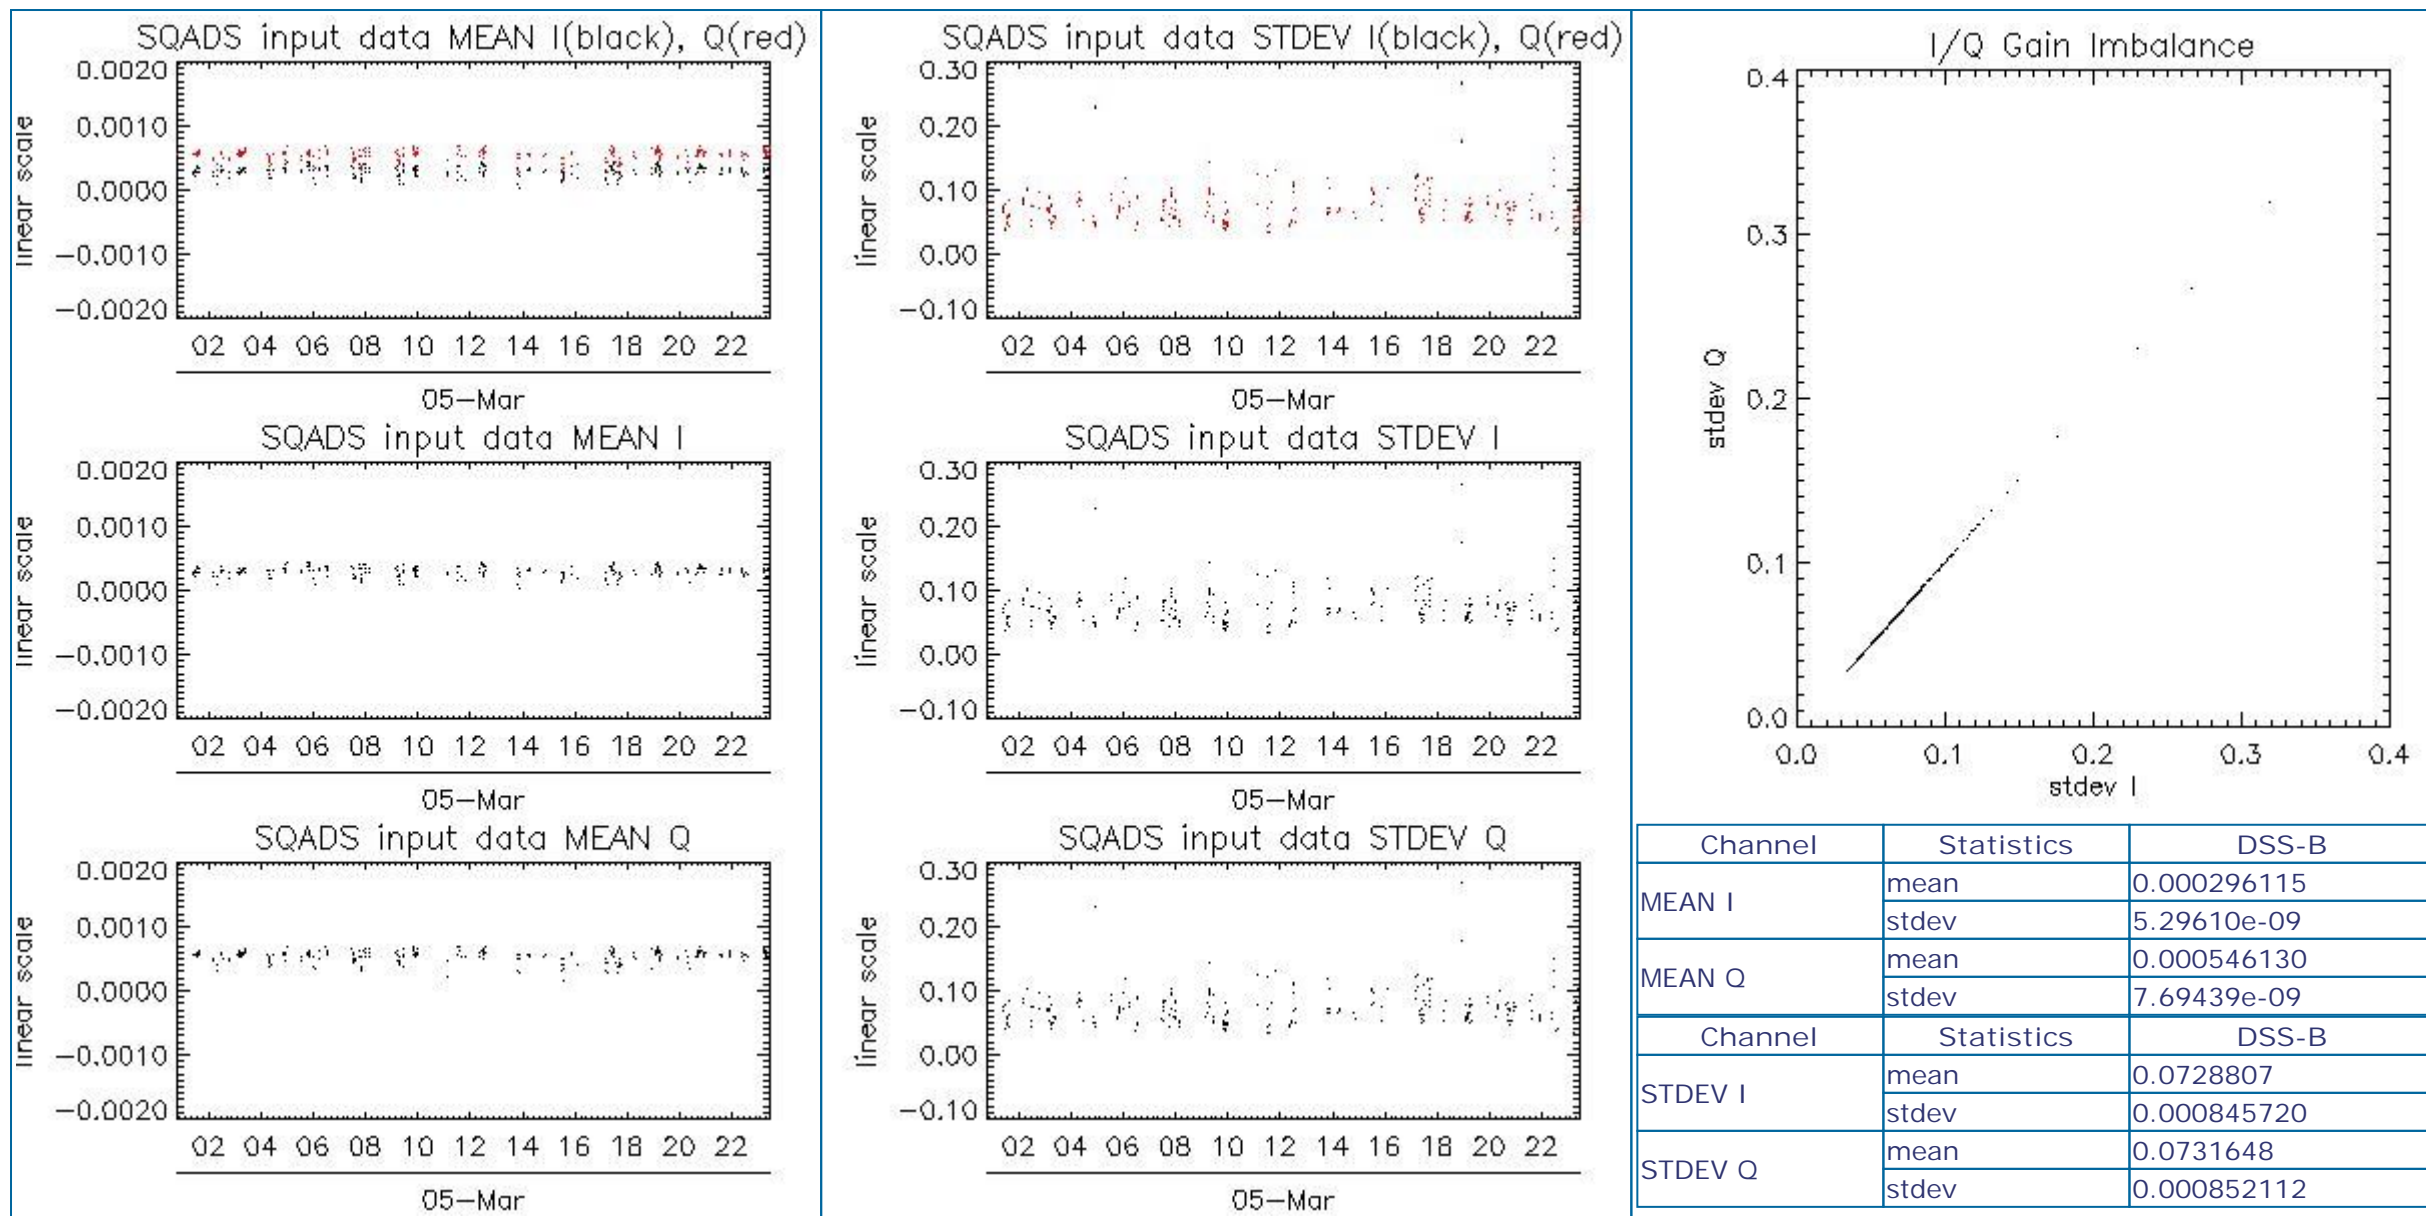 SQADS input data MEAN I(black), Q(red)
0.0020
0.0010
0.0000
−0.0010
−0.0020
linear scale
02 04 06 08 10 12 14 16 18 20 22
05−Mar
SQADS input data MEAN I
0.0020
0.0010
0.0000
−0.0010
−0.0020
linear scale
02 04 06 08 10 12 14 16 18 20 22
05−Mar
SQADS input data MEAN Q
0.0020
0.0010
0.0000
−0.0010
−0.0020
linear scale
02 04 06 08 10 12 14 16 18 20 22
05−Mar
SQADS input data STDEV I(black), Q(red)
0.30
0.20
0.10
0.00
−0.10
linear scale
02 04 06 08 10 12 14 16 18 20 22
05−Mar
SQADS input data STDEV I
0.30
0.20
0.10
0.00
−0.10
linear scale
02 04 06 08 10 12 14 16 18 20 22
05−Mar
SQADS input data STDEV Q
0.30
0.20
0.10
0.00
−0.10
linear scale
02 04 06 08 10 12 14 16 18 20 22
05−Mar
I/Q Gain Imbalance
0.4
0.3
0.2
0.1
0.0
stdev Q
0.0 0.1 0.2 0.3 0.4
stdev I
Channel Statistics DSS-B
MEAN I mean 0.000296115
stdev 5.29610e-09
MEAN Q mean 0.000546130
stdev 7.69439e-09
Channel Statistics DSS-B
STDEV I mean 0.0728807
stdev 0.000845720
STDEV Q mean 0.0731648
stdev 0.000852112